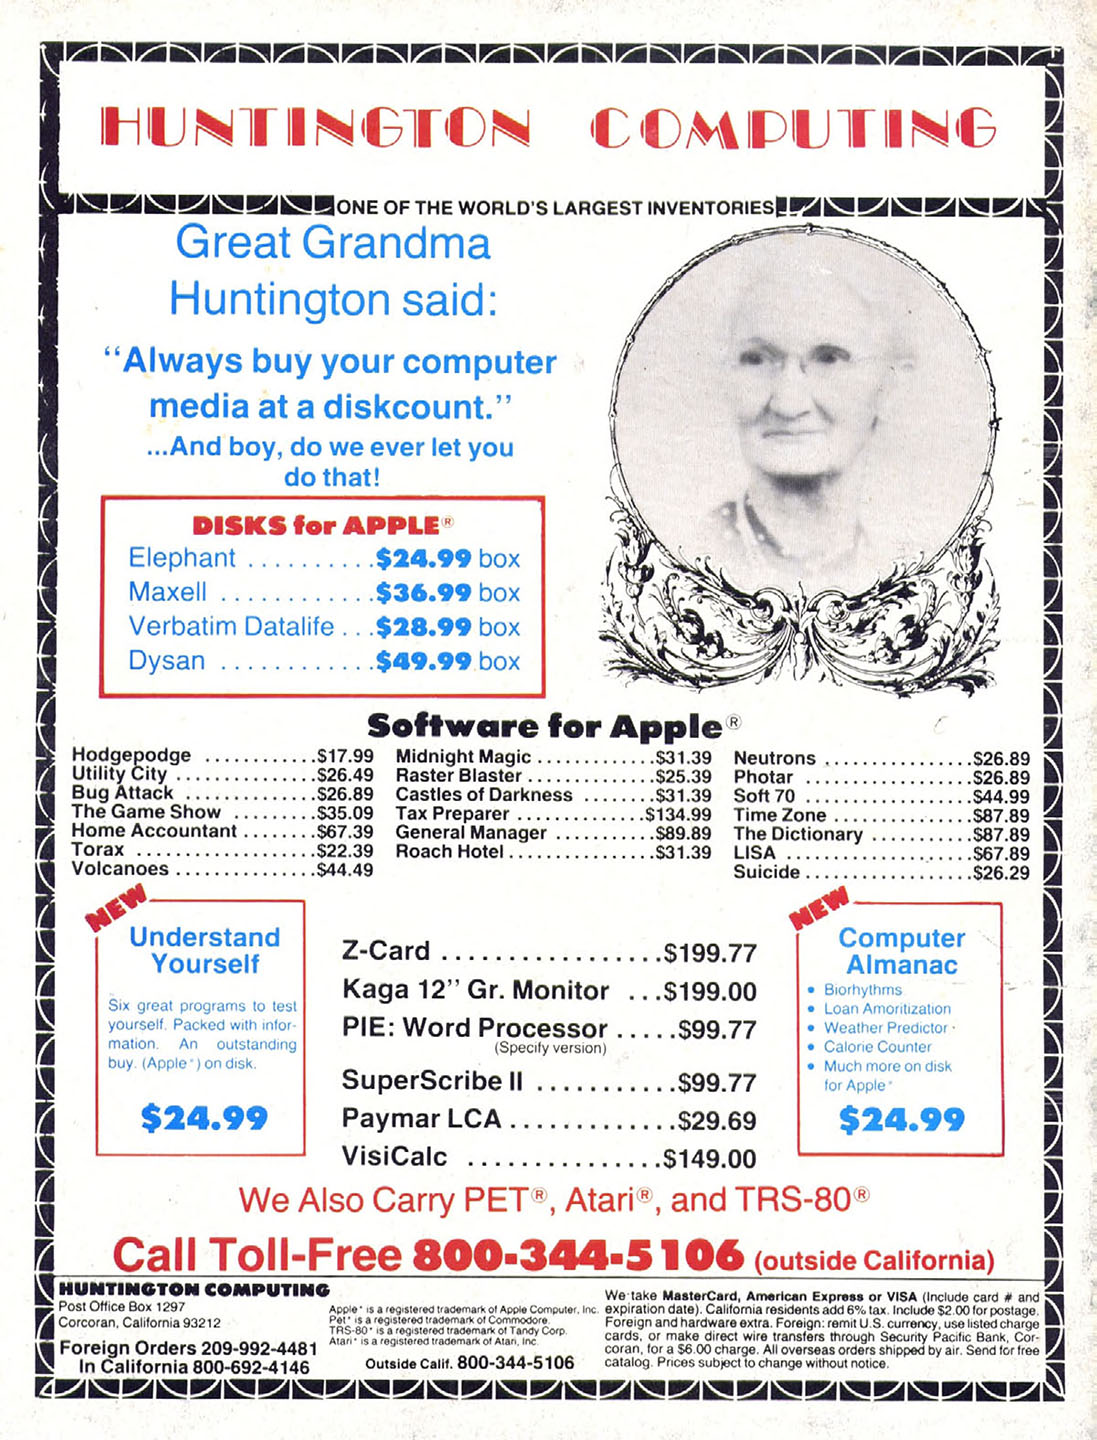 HUNTINGTON COMPUTING
ONE OF THE WORLD'S LARGEST INVENTORIES
Great Grandma
Huntington said:
"Always buy your computer
media at a diskcount."
...And boy, do we ever let you
do that!
DISKS for APPLE®
Elephant .......... $24.99 box
Maxell ............ $36.99 box
Verbatim Datalife ... $28.99 box
Dysan ............ $49.99 box
Software for Apple®
Hodgepodge ............ $17.99
Utility City ............... $26.49
Bug Attack .............. $26.89
The Game Show ........ $35.09
Home Accountant ........ $67.39
Torax ................... $22.39
Volcanoes ............... $44.49
Midnight Magic ............. $31.39
Raster Blaster .............. $25.39
Castles of Darkness ........ $31.39
Tax Preparer .............. $134.99
General Manager ........... $89.89
Roach Hotel ................ $31.39
Neutrons ................ $26.89
Photar .................. $26.89
Soft 70 .................. $44.99
Time Zone ............... $87.89
The Dictionary .......... $87.89
LISA .................... $67.89
Suicide .................. $26.29
NEW
Understand
Yourself
Six great programs to test
yourself. Packed with infor-
mation. An outstanding
buy. (Apple®) on disk.
$24.99
Z-Card ................. $199.77
Kaga 12" Gr. Monitor ... $199.00
PIE: Word Processor ..... $99.77
(Specify version)
SuperScribe II ........... $99.77
Paymar LCA ............. $29.69
VisiCalc ............... $149.00
NEW
Computer
Almanac
• Biorhythms
• Loan Amoritization
• Weather Predictor
• Calorie Counter
• Much more on disk
for Apple®
$24.99
We Also Carry PET®, Atari®, and TRS-80®
Call Toll-Free 800-344-5106 (outside California)
HUNTINGTON COMPUTING
Post Office Box 1297
Corcoran, California 93212
Foreign Orders 209-992-4481
In California 800-692-4146
Apple® is a registered trademark of Apple Computer, Inc.
Pet® is a registered trademark of Commodore.
TRS-80® is a registered trademark of Tandy Corp.
Atari® is a registered trademark of Atari, Inc.
Outside Calif. 800-344-5106
We take MasterCard, American Express or VISA (Include card # and
expiration date). California residents add 6% tax. Include $2.00 for postage.
Foreign and hardware extra. Foreign: remit U.S. currency, use listed charge
cards, or make direct wire transfers through Security Pacific Bank, Cor-
coran, for a $6.00 charge. All overseas orders shipped by air. Send for free
catalog. Prices subject to change without notice.